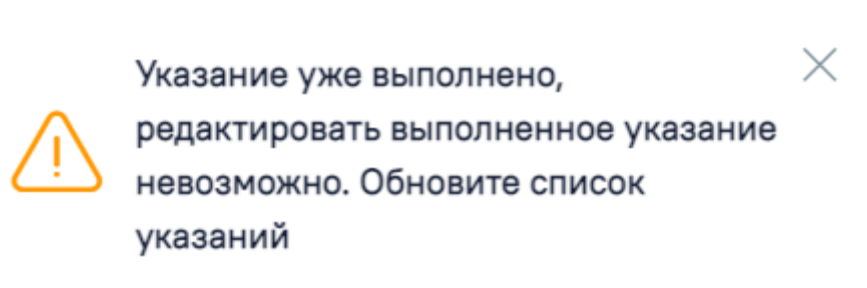 Указание уже выполнено,
редактировать выполненное указание
невозможно. Обновите список
указаний